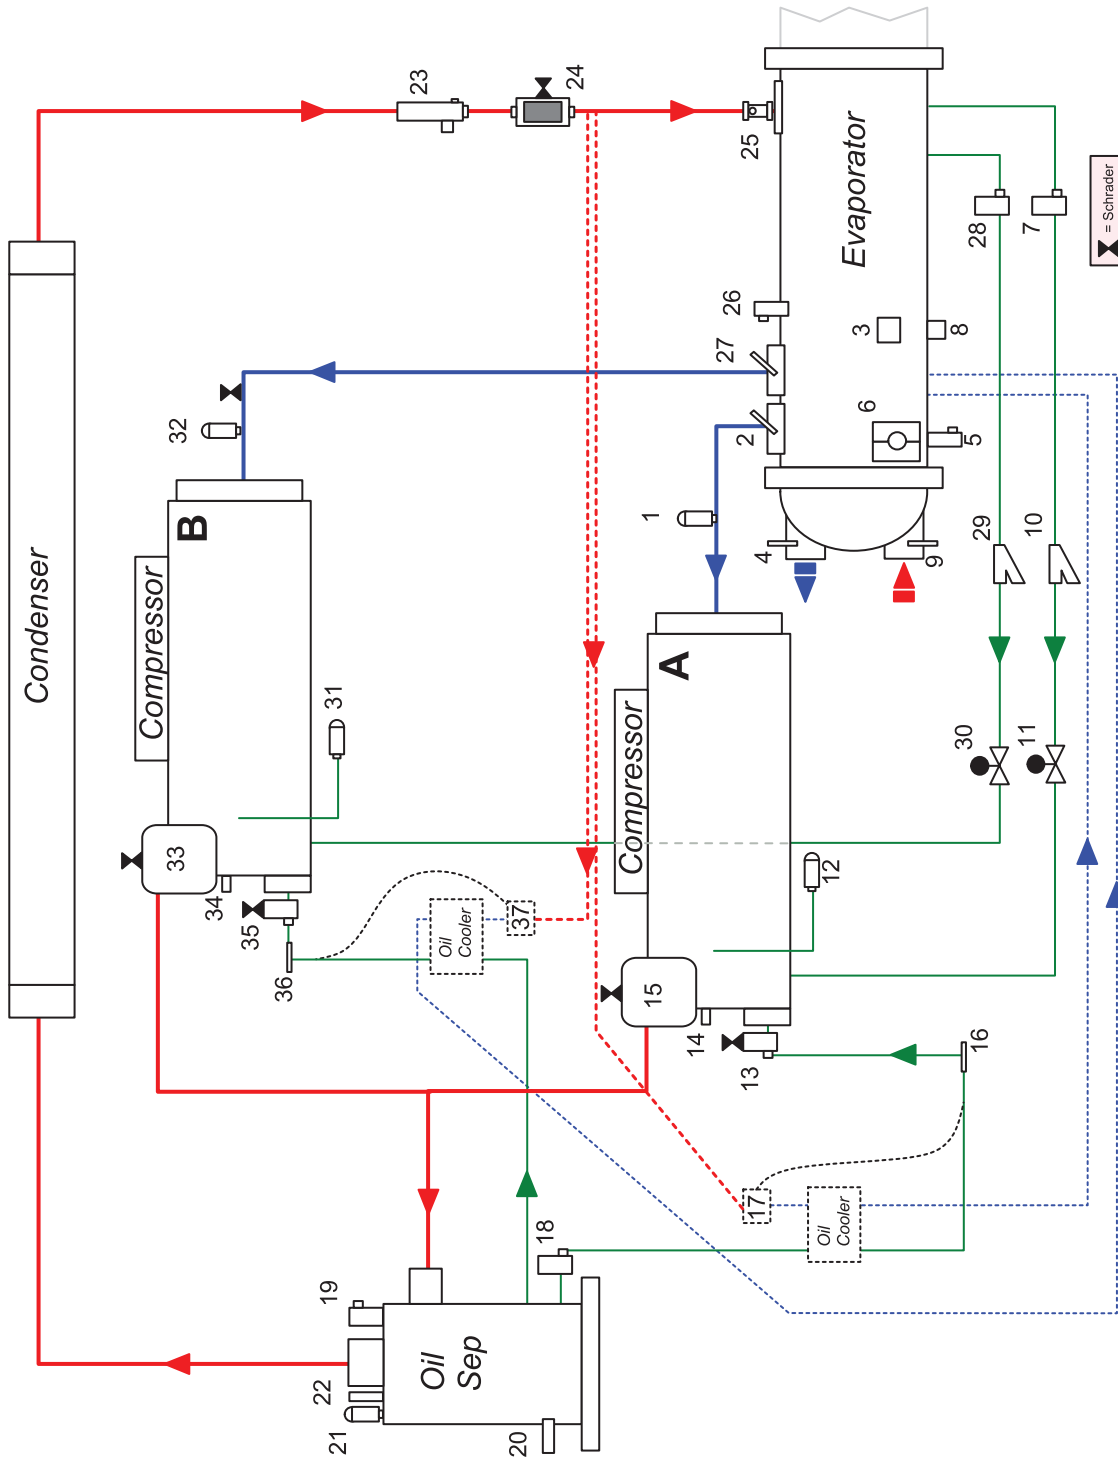 Condenser
Compressor
B
33
34
35
36
37
31
32
Oil
Cooler
23
24
25
26
27
2
1
4
9
3
8
6
5
Evaporator
28
7
= Schrader
29
10
30
11
Compressor
A
12
15
14
13
16
17
Oil
Cooler
18
19
22
21
20
Oil
Sep